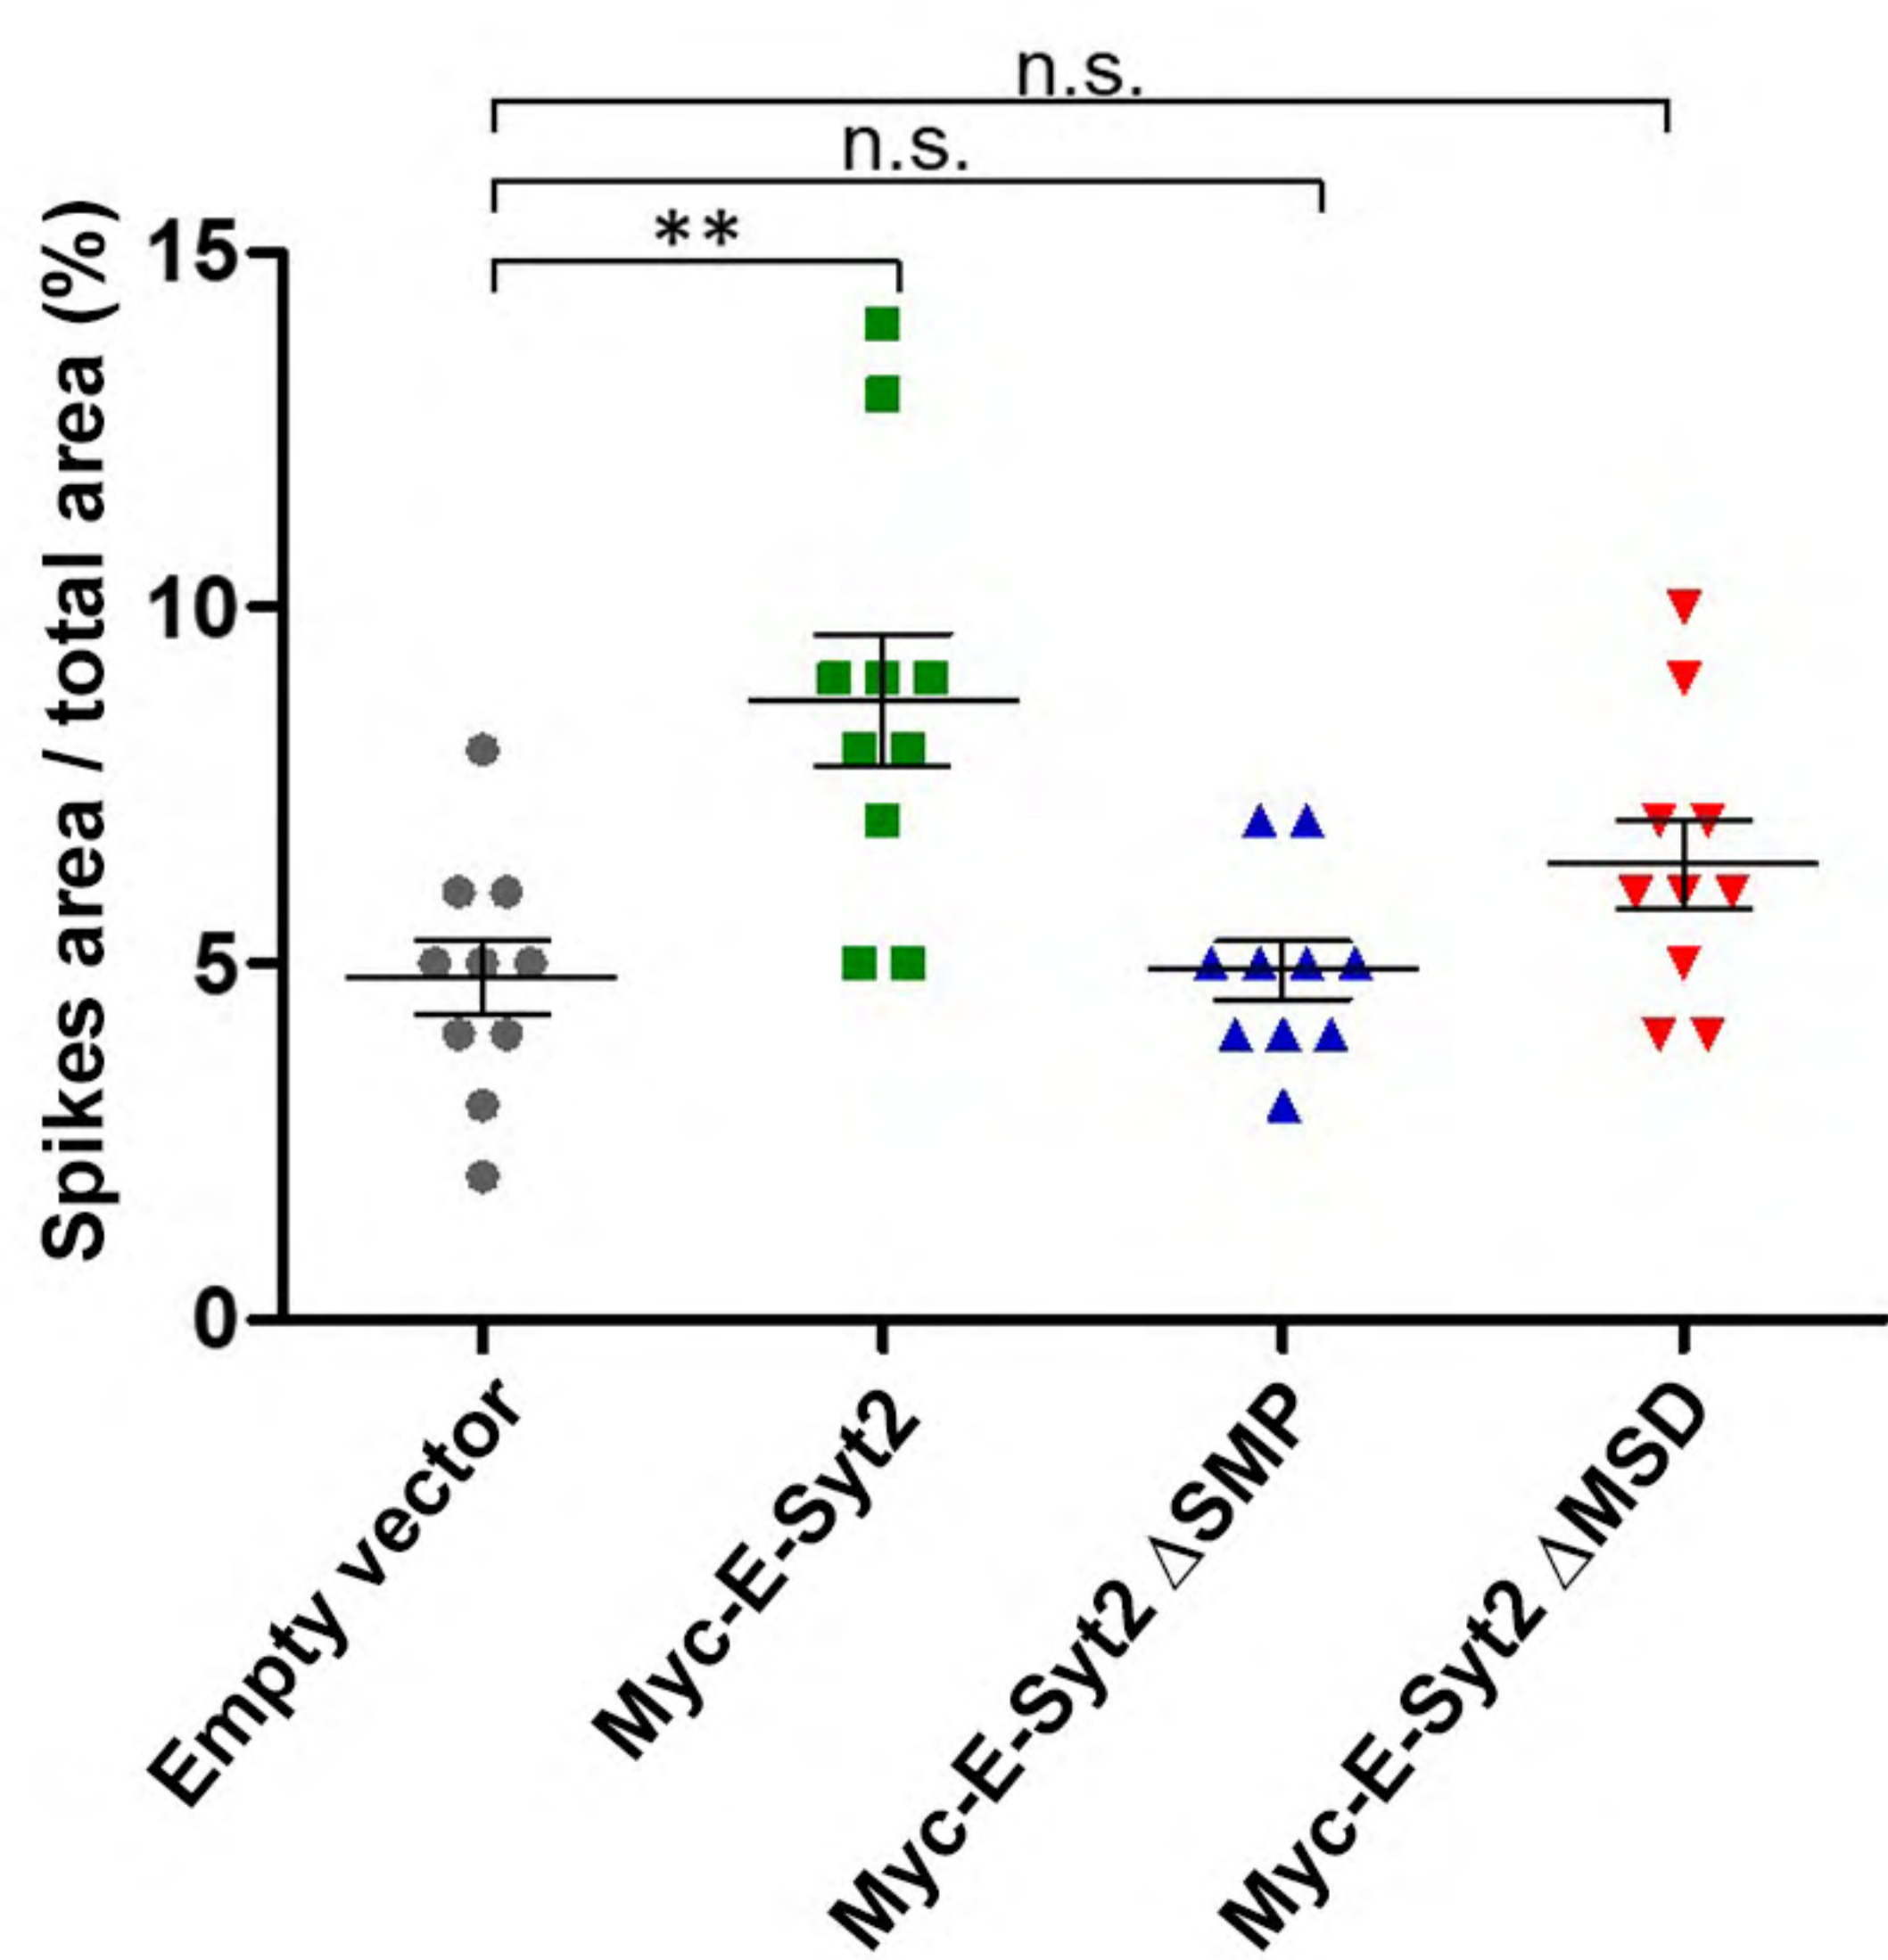 n.s.
n.s.
**
Spikes area / total area (%)
15
10
5
0
Empty vector
Myc-E-Syt2
Myc-E-Syt2 ΔSMP
Myc-E-Syt2 ΔMSD